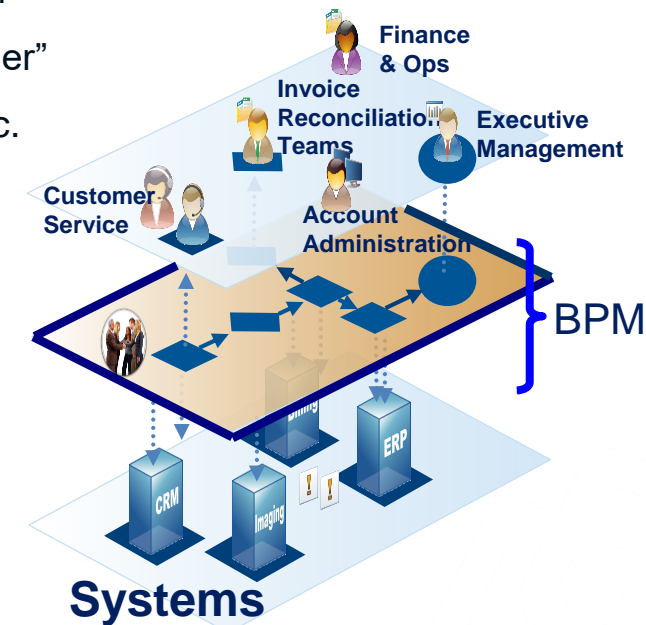 er”
c.
Finance
& Ops
Invoice
Reconciliation
Teams
Executive
Management
Customer
Service
Account
Administration
BPM
Billing
ERP
CRM
Imaging
! !
Systems